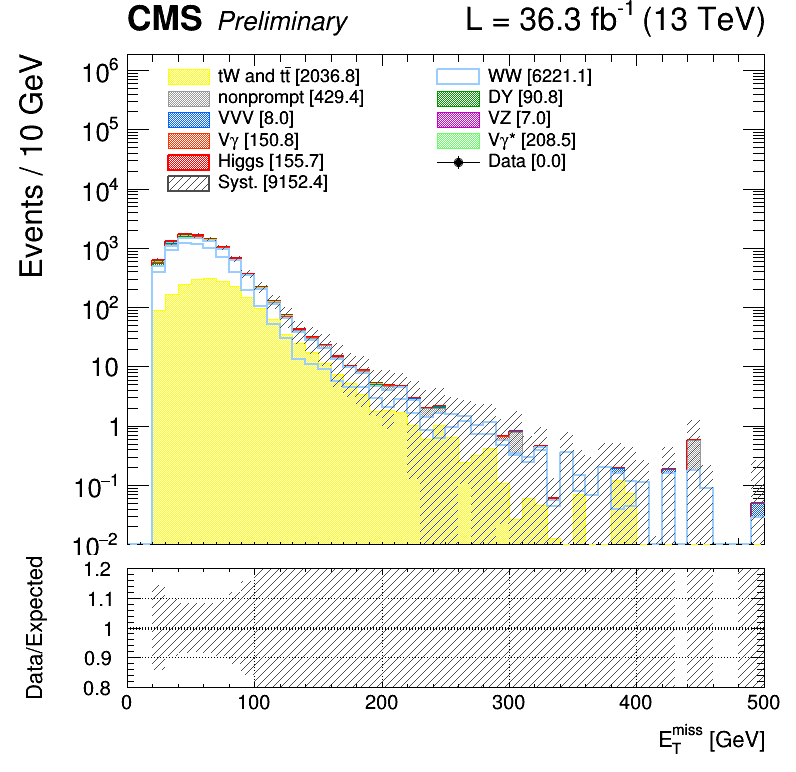 CMS Preliminary L = 36.3 fb⁻¹ (13 TeV)
Events / 10 GeV
10⁶
10⁵
10⁴
10³
10²
10
1
10⁻¹
10⁻²
tW and tt̄ [2036.8]
nonprompt [429.4]
VVV [8.0]
Vγ [150.8]
Higgs [155.7]
Syst. [9152.4]
WW [6221.1]
DY [90.8]
VZ [7.0]
Vγ* [208.5]
Data [0.0]
Data/Expected
1.2
1.1
1
0.9
0.8
0 100 200 300 400 500
E_T^miss [GeV]